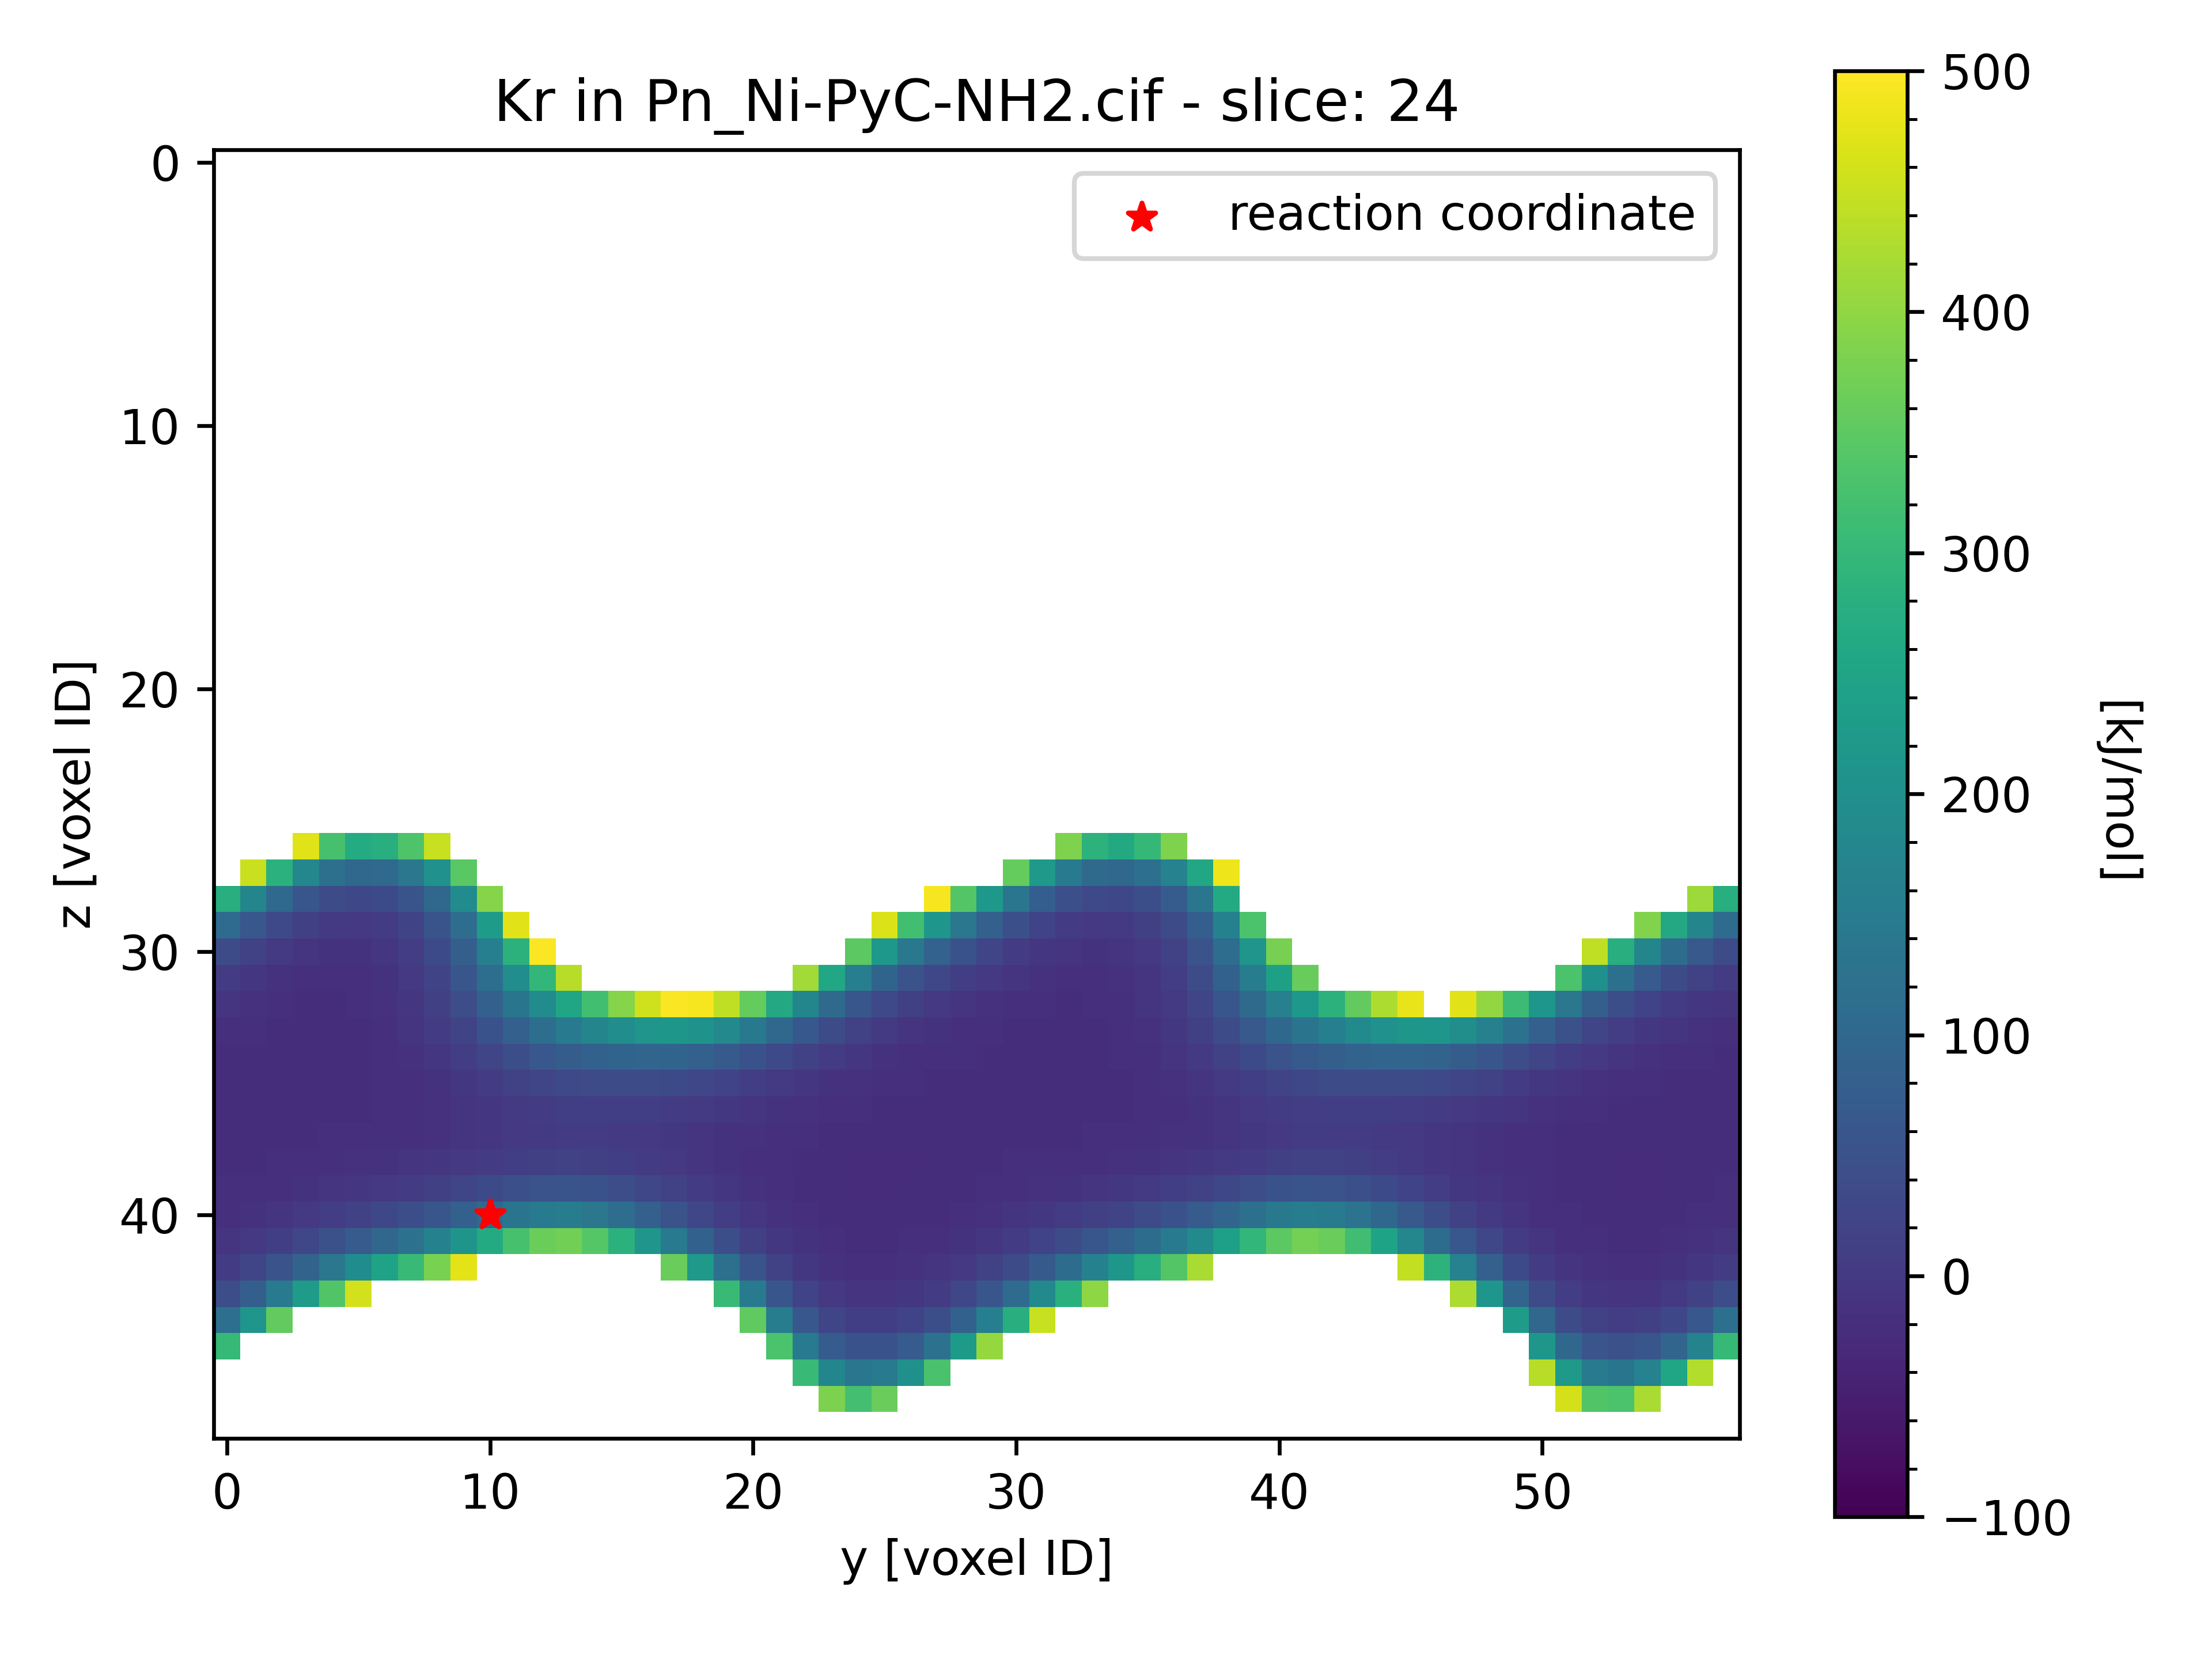 Kr in Pn_Ni-PyC-NH2.cif - slice: 24
reaction coordinate
0
10
20
30
40
z [voxel ID]
0 10 20 30 40 50
y [voxel ID]
500
400
300
200
100
0
−100
[kJ/mol]